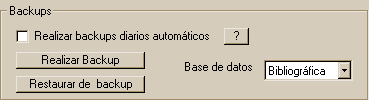 Backups
Realizar backups diarios automáticos ?
Realizar Backup
Base de datos Bibliográfica
Restaurar de backup